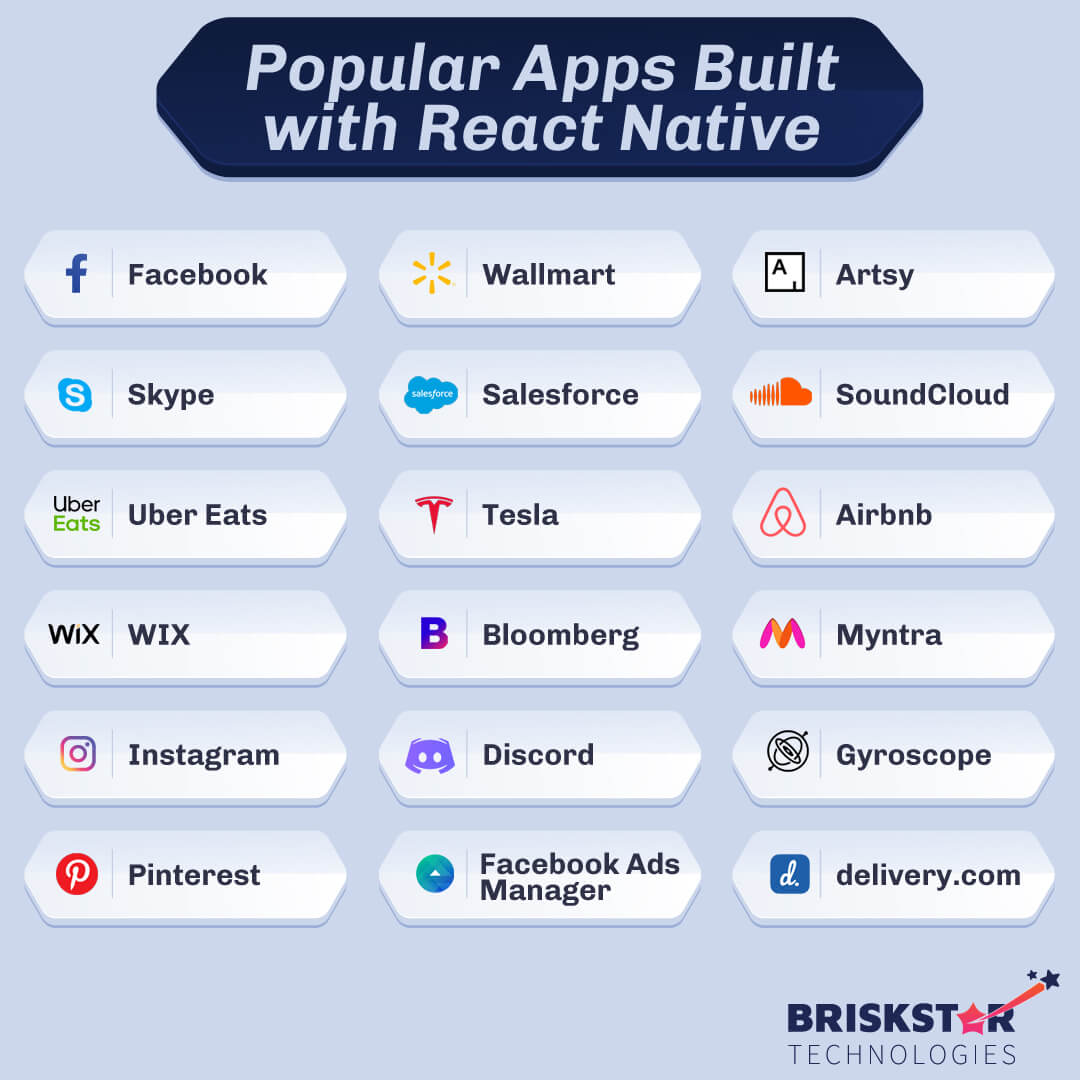 Popular Apps Built
with React Native
Facebook
Wallmart
A
Artsy
S
Skype
salesforce
Salesforce
SoundCloud
Uber
Eats
Uber Eats
Tesla
Airbnb
WiX
WIX
B
Bloomberg
Myntra
Instagram
Discord
Gyroscope
Pinterest
Facebook Ads
Manager
d.
delivery.com
BRISKSTAR
TECHNOLOGIES